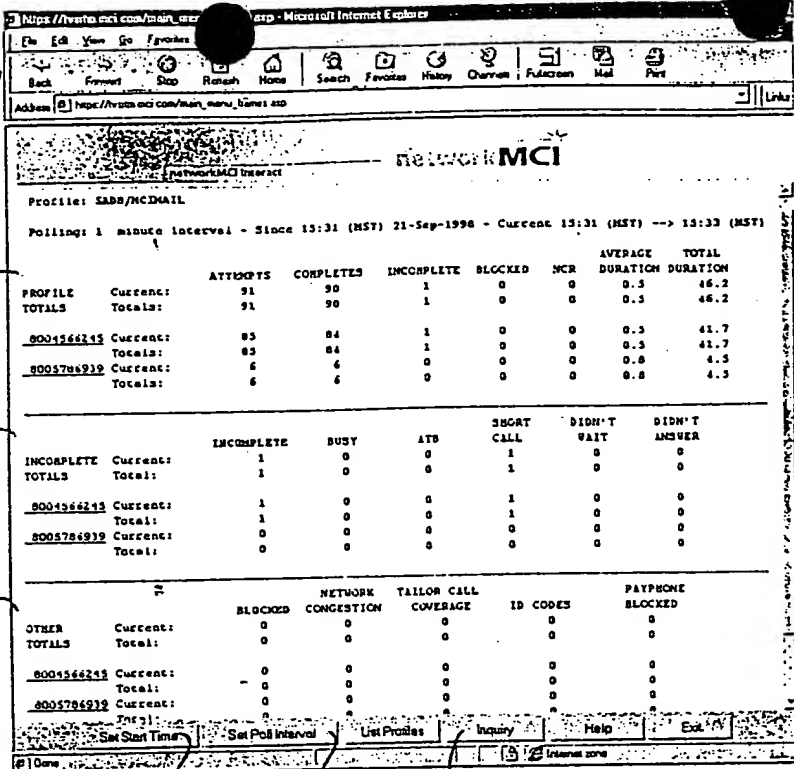 https://hvrtm.mci.com/main_menu asp - Microsoft Internet Explorer
File Edit View Go Favorites
Back Forward Stop Refresh Home Search Favorites History Channels Fullscreen Mail Print
Address https://hvrtm.mci.com/main_menu_frames.asp Links
networkMCI
networkMCI Interact
Profile: SADB/MCIMAIL
Polling: 1 minute interval - Since 15:31 (MST) 21-Sep-1998 - Current 15:31 (MST) --> 15:33 (MST)
AVERAGE TOTAL
ATTEMPTS COMPLETES INCOMPLETE BLOCKED NCR DURATION DURATION
PROFILE Current: 91 90 1 0 0 0.5 46.2
TOTALS Totals: 91 90 1 0 0 0.5 46.2
8004566245 Current: 85 84 1 0 0 0.5 41.7
Totals: 85 84 1 0 0 0.5 41.7
8005786939 Current: 6 6 0 0 0 0.8 4.5
Totals: 6 6 0 0 0 0.8 4.5
SHORT DIDN'T DIDN'T
INCOMPLETE BUSY ATB CALL WAIT ANSWER
INCOMPLETE Current: 1 0 0 1 0 0
TOTALS Total: 1 0 0 1 0 0
8004566245 Current: 1 0 0 1 0 0
Total: 1 0 0 1 0 0
8005786939 Current: 0 0 0 0 0 0
Total: 0 0 0 0 0 0
NETWORK TAILOR CALL PAYPHONE
BLOCKED CONGESTION COVERAGE ID CODES BLOCKED
OTHER Current: 0 0 0 0 0
TOTALS Total: 0 0 0 0 0
8004566245 Current: 0 0 0 0 0
Total: 0 0 0 0 0
8005786939 Current: 0 0 0 0 0
Total:
Set Start Time Set Poll Interval List Profiles Inquiry Help Exit
Done Internet zone